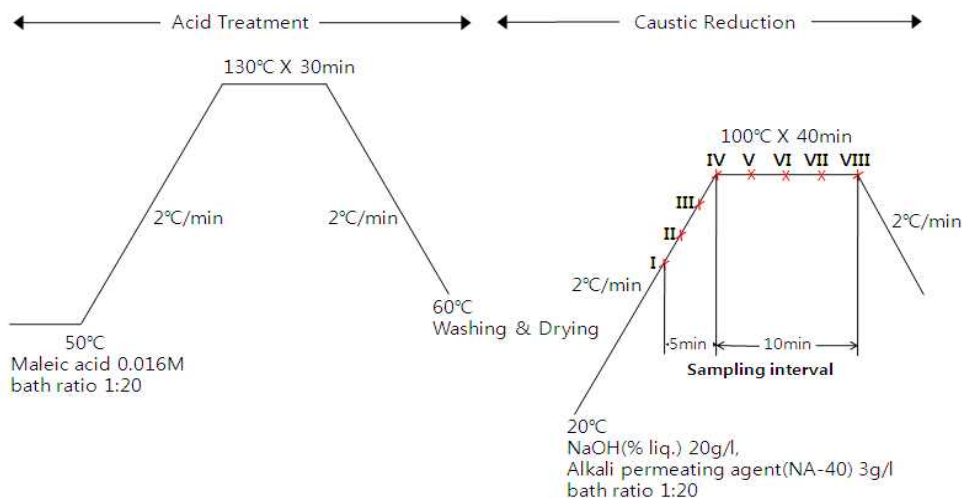 Acid Treatment
130℃ X 30min
2℃/min
2℃/min
50℃
Maleic acid 0.016M
bath ratio 1:20
60℃
Washing & Drying
Caustic Reduction
100℃ X 40min
IV V VI VII VIII
III
II
I
2℃/min
2℃/min
5min
10min
Sampling interval
20℃
NaOH(% liq.) 20g/l,
Alkali permeating agent(NA-40) 3g/l
bath ratio 1:20